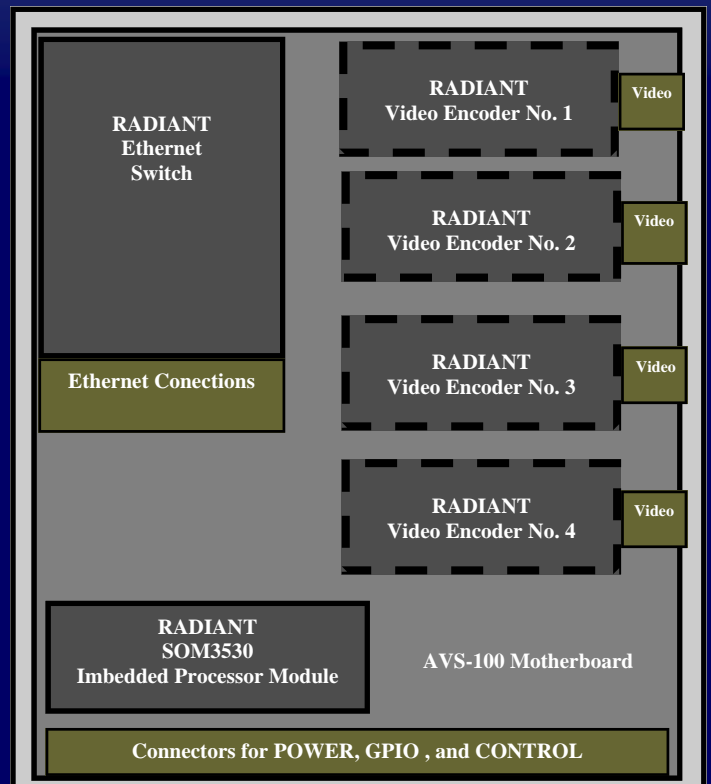 RADIANT
Ethernet
Switch
Ethernet Conections
RADIANT
Video Encoder No. 1
Video
RADIANT
Video Encoder No. 2
Video
RADIANT
Video Encoder No. 3
Video
RADIANT
Video Encoder No. 4
Video
RADIANT
SOM3530
Imbedded Processor Module
AVS-100 Motherboard
Connectors for POWER, GPIO , and CONTROL